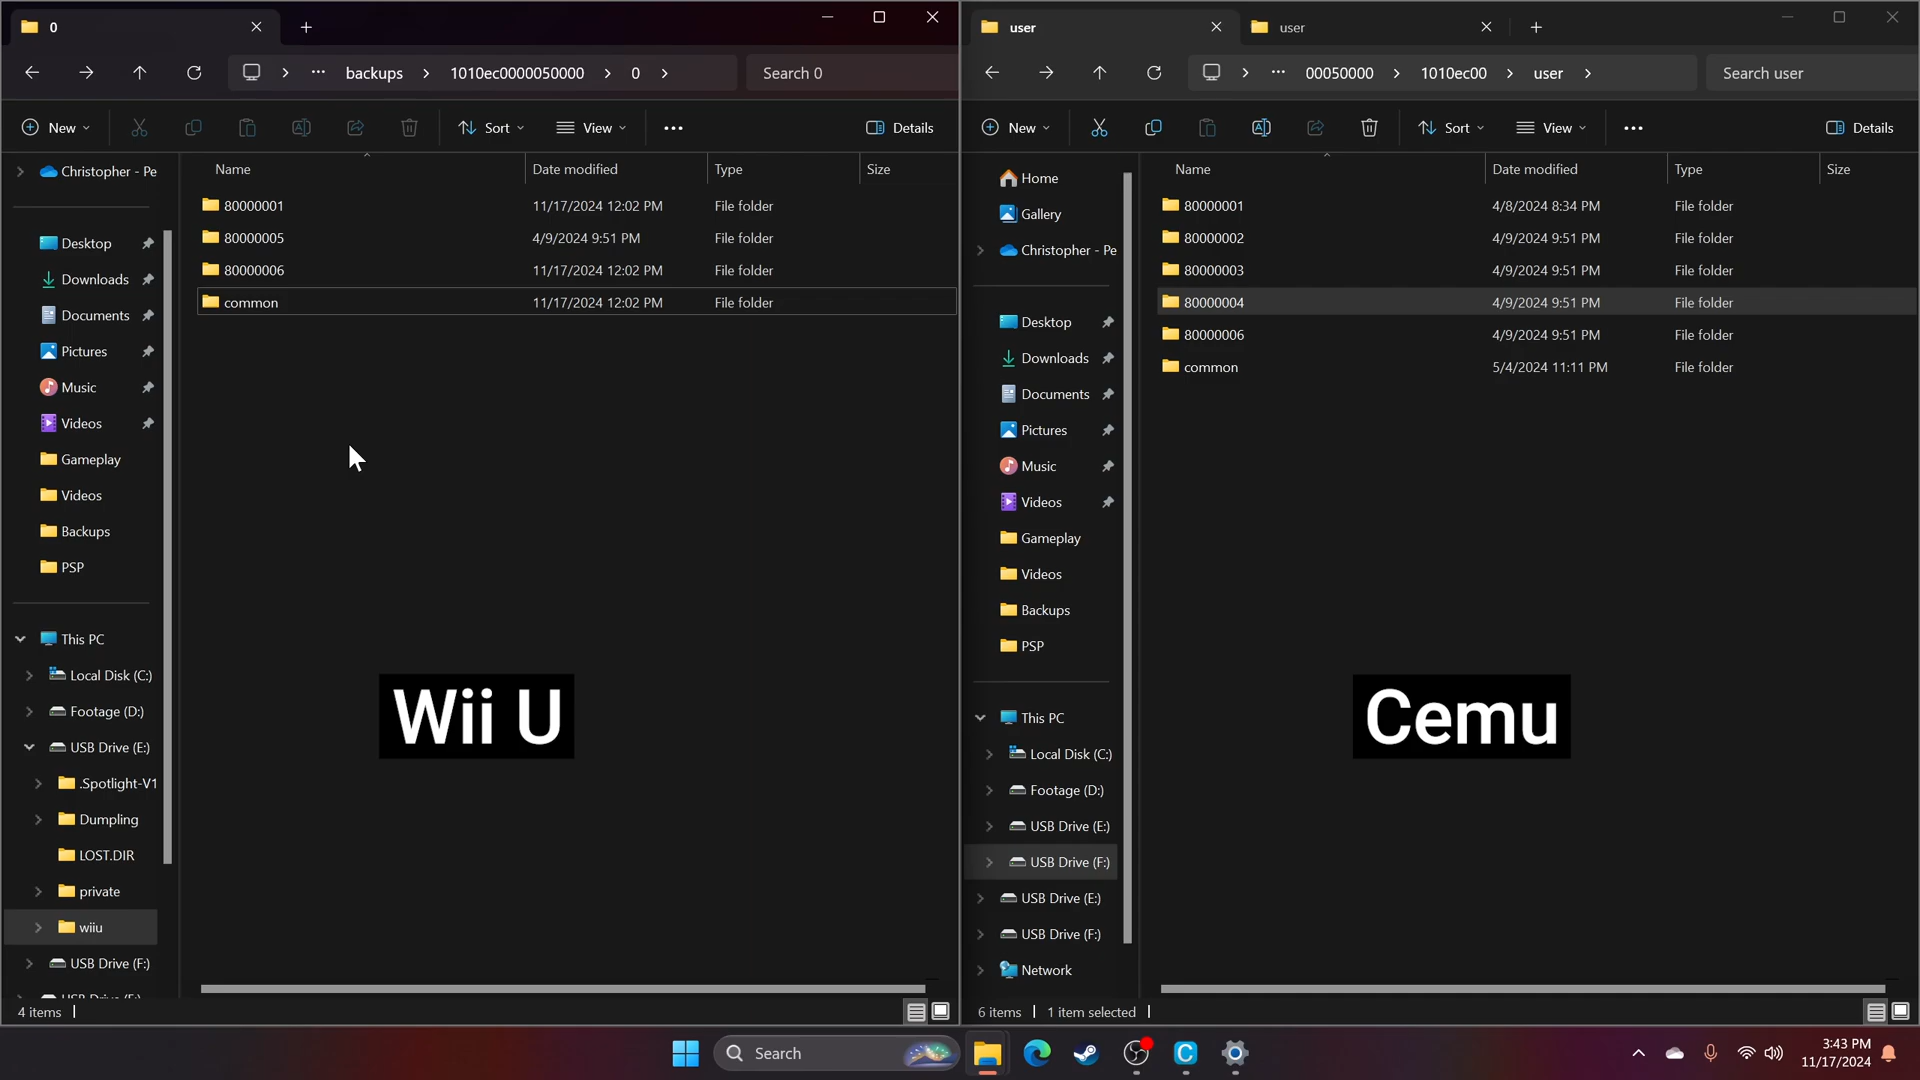 0
Search 0
backups
1010ec0000050000
0
New
Sort
View
Details
Name
Date modified
Type
Size
Christopher - Pe
80000001 11/17/2024 12:02 PM File folder
80000005 4/9/2024 9:51 PM File folder
80000006 11/17/2024 12:02 PM File folder
common 11/17/2024 12:02 PM File folder
Desktop
Downloads
Documents
Pictures
Music
Videos
Gameplay
Videos
Backups
PSP
This PC
Local Disk (C:)
Footage (D:)
USB Drive (E:)
.Spotlight-V1
Dumpling
LOST.DIR
private
wiiu
USB Drive (F:)
Wii U
4 items
user
user
00050000
1010ec00
user
Search user
New
Sort
View
Details
Name
Date modified
Type
Size
80000001 4/8/2024 8:34 PM File folder
80000002 4/9/2024 9:51 PM File folder
80000003 4/9/2024 9:51 PM File folder
80000004 4/9/2024 9:51 PM File folder
80000006 4/9/2024 9:51 PM File folder
common 5/4/2024 11:11 PM File folder
Home
Gallery
Christopher - Pe
Desktop
Downloads
Documents
Pictures
Music
Videos
Gameplay
Videos
Backups
PSP
This PC
Local Disk (C:)
Footage (D:)
USB Drive (E:)
USB Drive (F:)
USB Drive (E:)
USB Drive (F:)
Network
Cemu
6 items
1 item selected
Search
3:43 PM
11/17/2024